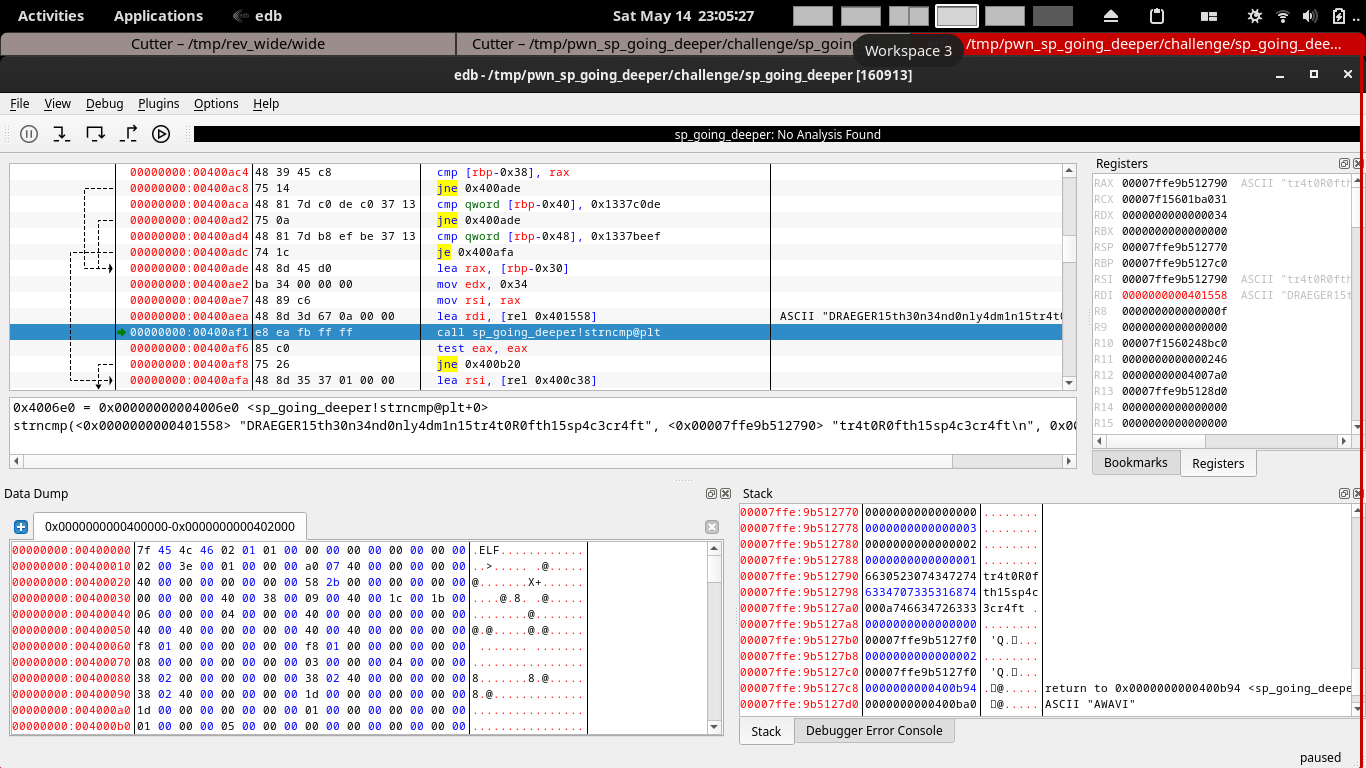 Activities Applications edb Sat May 14 23:05:27
Cutter – /tmp/rev_wide/wide Cutter – /tmp/pwn_sp_going_deeper/challenge/sp_going /tmp/pwn_sp_going_deeper/challenge/sp_going_dee...
Workspace 3
edb - /tmp/pwn_sp_going_deeper/challenge/sp_going_deeper [160913]
File View Debug Plugins Options Help
sp_going_deeper: No Analysis Found
00000000:00400ac4 48 39 45 c8 cmp [rbp-0x38], rax
00000000:00400ac8 75 14 jne 0x400ade
00000000:00400aca 48 81 7d c0 de c0 37 13 cmp qword [rbp-0x40], 0x1337c0de
00000000:00400ad2 75 0a jne 0x400ade
00000000:00400ad4 48 81 7d b8 ef be 37 13 cmp qword [rbp-0x48], 0x1337beef
00000000:00400adc 74 1c je 0x400afa
00000000:00400ade 48 8d 45 d0 lea rax, [rbp-0x30]
00000000:00400ae2 ba 34 00 00 00 mov edx, 0x34
00000000:00400ae7 48 89 c6 mov rsi, rax
00000000:00400aea 48 8d 3d 67 0a 00 00 lea rdi, [rel 0x401558] ASCII "DRAEGER15th30n34nd0nly4dm1n15tr4t0
00000000:00400af1 e8 ea fb ff ff call sp_going_deeper!strncmp@plt
00000000:00400af6 85 c0 test eax, eax
00000000:00400af8 75 26 jne 0x400b20
00000000:00400afa 48 8d 35 37 01 00 00 lea rsi, [rel 0x400c38]
0x4006e0 = 0x00000000004006e0 <sp_going_deeper!strncmp@plt+0>
strncmp(<0x0000000000401558> "DRAEGER15th30n34nd0nly4dm1n15tr4t0R0fth15sp4c3cr4ft", <0x00007ffe9b512790> "tr4t0R0fth15sp4c3cr4ft\n", 0x00
Registers
RAX 00007ffe9b512790 ASCII "tr4t0R0fth
RCX 00007f15601ba031
RDX 0000000000000034
RBX 0000000000000000
RSP 00007ffe9b512770
RBP 00007ffe9b5127c0
RSI 00007ffe9b512790 ASCII "tr4t0R0fth
RDI 0000000000401558 ASCII "DRAEGER15t
R8 000000000000000f
R9 0000000000000000
R10 00007f1560248bc0
R11 0000000000000246
R12 00000000004007a0
R13 00007ffe9b5128d0
R14 0000000000000000
R15 0000000000000000
Bookmarks Registers
Data Dump
0x0000000000400000-0x0000000000402000
00000000:00400000 7f 45 4c 46 02 01 01 00 00 00 00 00 00 00 00 00 .ELF............
00000000:00400010 02 00 3e 00 01 00 00 00 a0 07 40 00 00 00 00 00 ..>..... .@.....
00000000:00400020 40 00 00 00 00 00 00 00 58 2b 00 00 00 00 00 00 @.......X+......
00000000:00400030 00 00 00 00 40 00 38 00 09 00 40 00 1c 00 1b 00 ....@.8. .@.....
00000000:00400040 06 00 00 00 04 00 00 00 40 00 00 00 00 00 00 00 ........@.......
00000000:00400050 40 00 40 00 00 00 00 00 40 00 40 00 00 00 00 00 @.@.....@.@.....
00000000:00400060 f8 01 00 00 00 00 00 00 f8 01 00 00 00 00 00 00 ....... .......
00000000:00400070 08 00 00 00 00 00 00 00 03 00 00 00 04 00 00 00 ................
00000000:00400080 38 02 00 00 00 00 00 00 38 02 40 00 00 00 00 00 8.......8.@.....
00000000:00400090 38 02 40 00 00 00 00 00 1d 00 00 00 00 00 00 00 8.@.............
00000000:004000a0 1d 00 00 00 00 00 00 00 01 00 00 00 00 00 00 00 ................
00000000:004000b0 01 00 00 00 05 00 00 00 00 00 00 00 00 00 00 00 ................
Stack
00007ffe:9b512770 0000000000000000 ........
00007ffe:9b512778 0000000000000003 ........
00007ffe:9b512780 0000000000000002 ........
00007ffe:9b512788 0000000000000001 ........
00007ffe:9b512790 6630523074347274 tr4t0R0f
00007ffe:9b512798 6334707335316874 th15sp4c
00007ffe:9b5127a0 000a746634726333 3cr4ft .
00007ffe:9b5127a8 0000000000000000 ........
00007ffe:9b5127b0 00007ffe9b5127f0 'Q.
00007ffe:9b5127b8 0000000000000002 ........
00007ffe:9b5127c0 00007ffe9b5127f0 'Q.
00007ffe:9b5127c8 0000000000400b94 .@..... return to 0x0000000000400b94 <sp_going_deepe
00007ffe:9b5127d0 0000000000400ba0 @..... ASCII "AWAVI"
Stack Debugger Error Console
paused